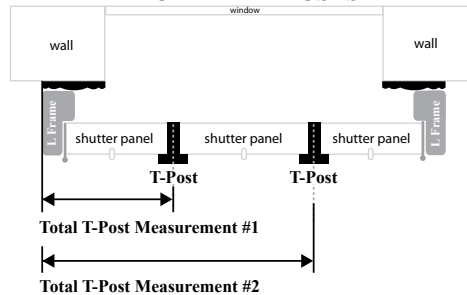 window
wall
wall
L Frame
L Frame
shutter panel
shutter panel
shutter panel
T-Post
T-Post
Total T-Post Measurement #1
Total T-Post Measurement #2